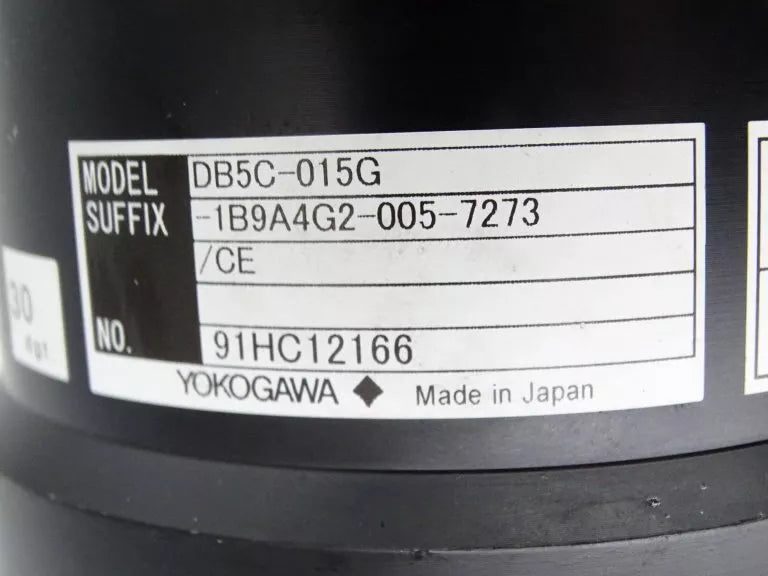 MODEL DB5C-015G
SUFFIX -1B9A4G2-005-7273
/CE
NO. 91HC12166
YOKOGAWA Made in Japan
30
dgt